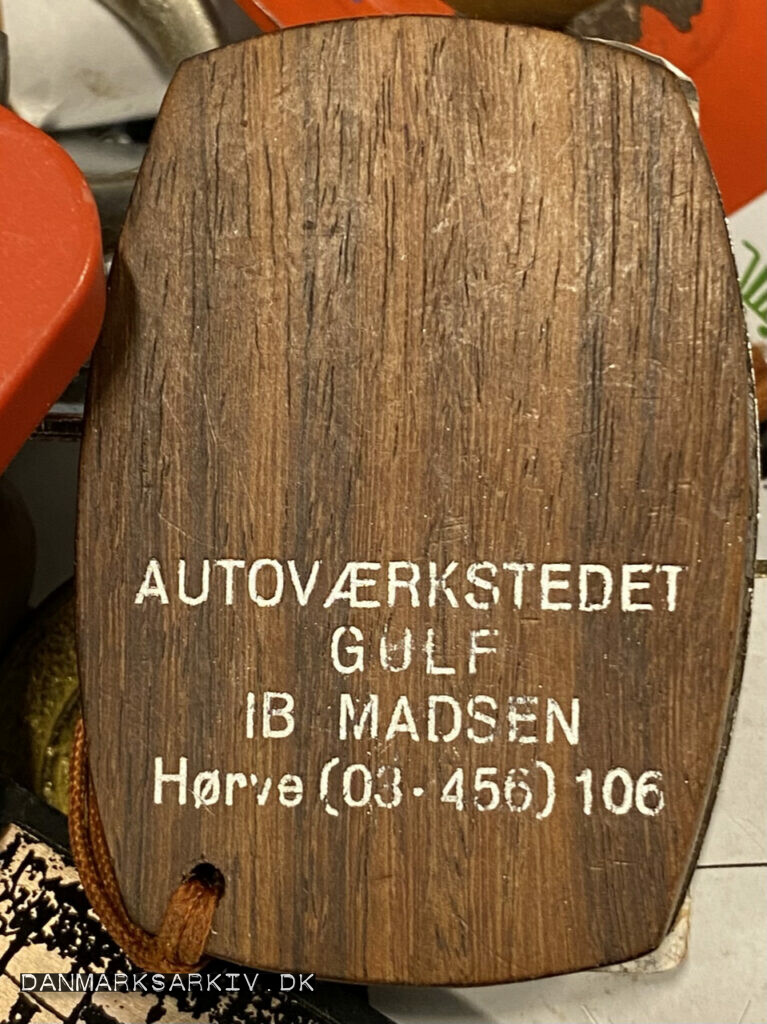 AUTOVÆRKSTEDET
GULF
IB MADSEN
Hørve (03·456) 106
DANMARKSARKIV.DK